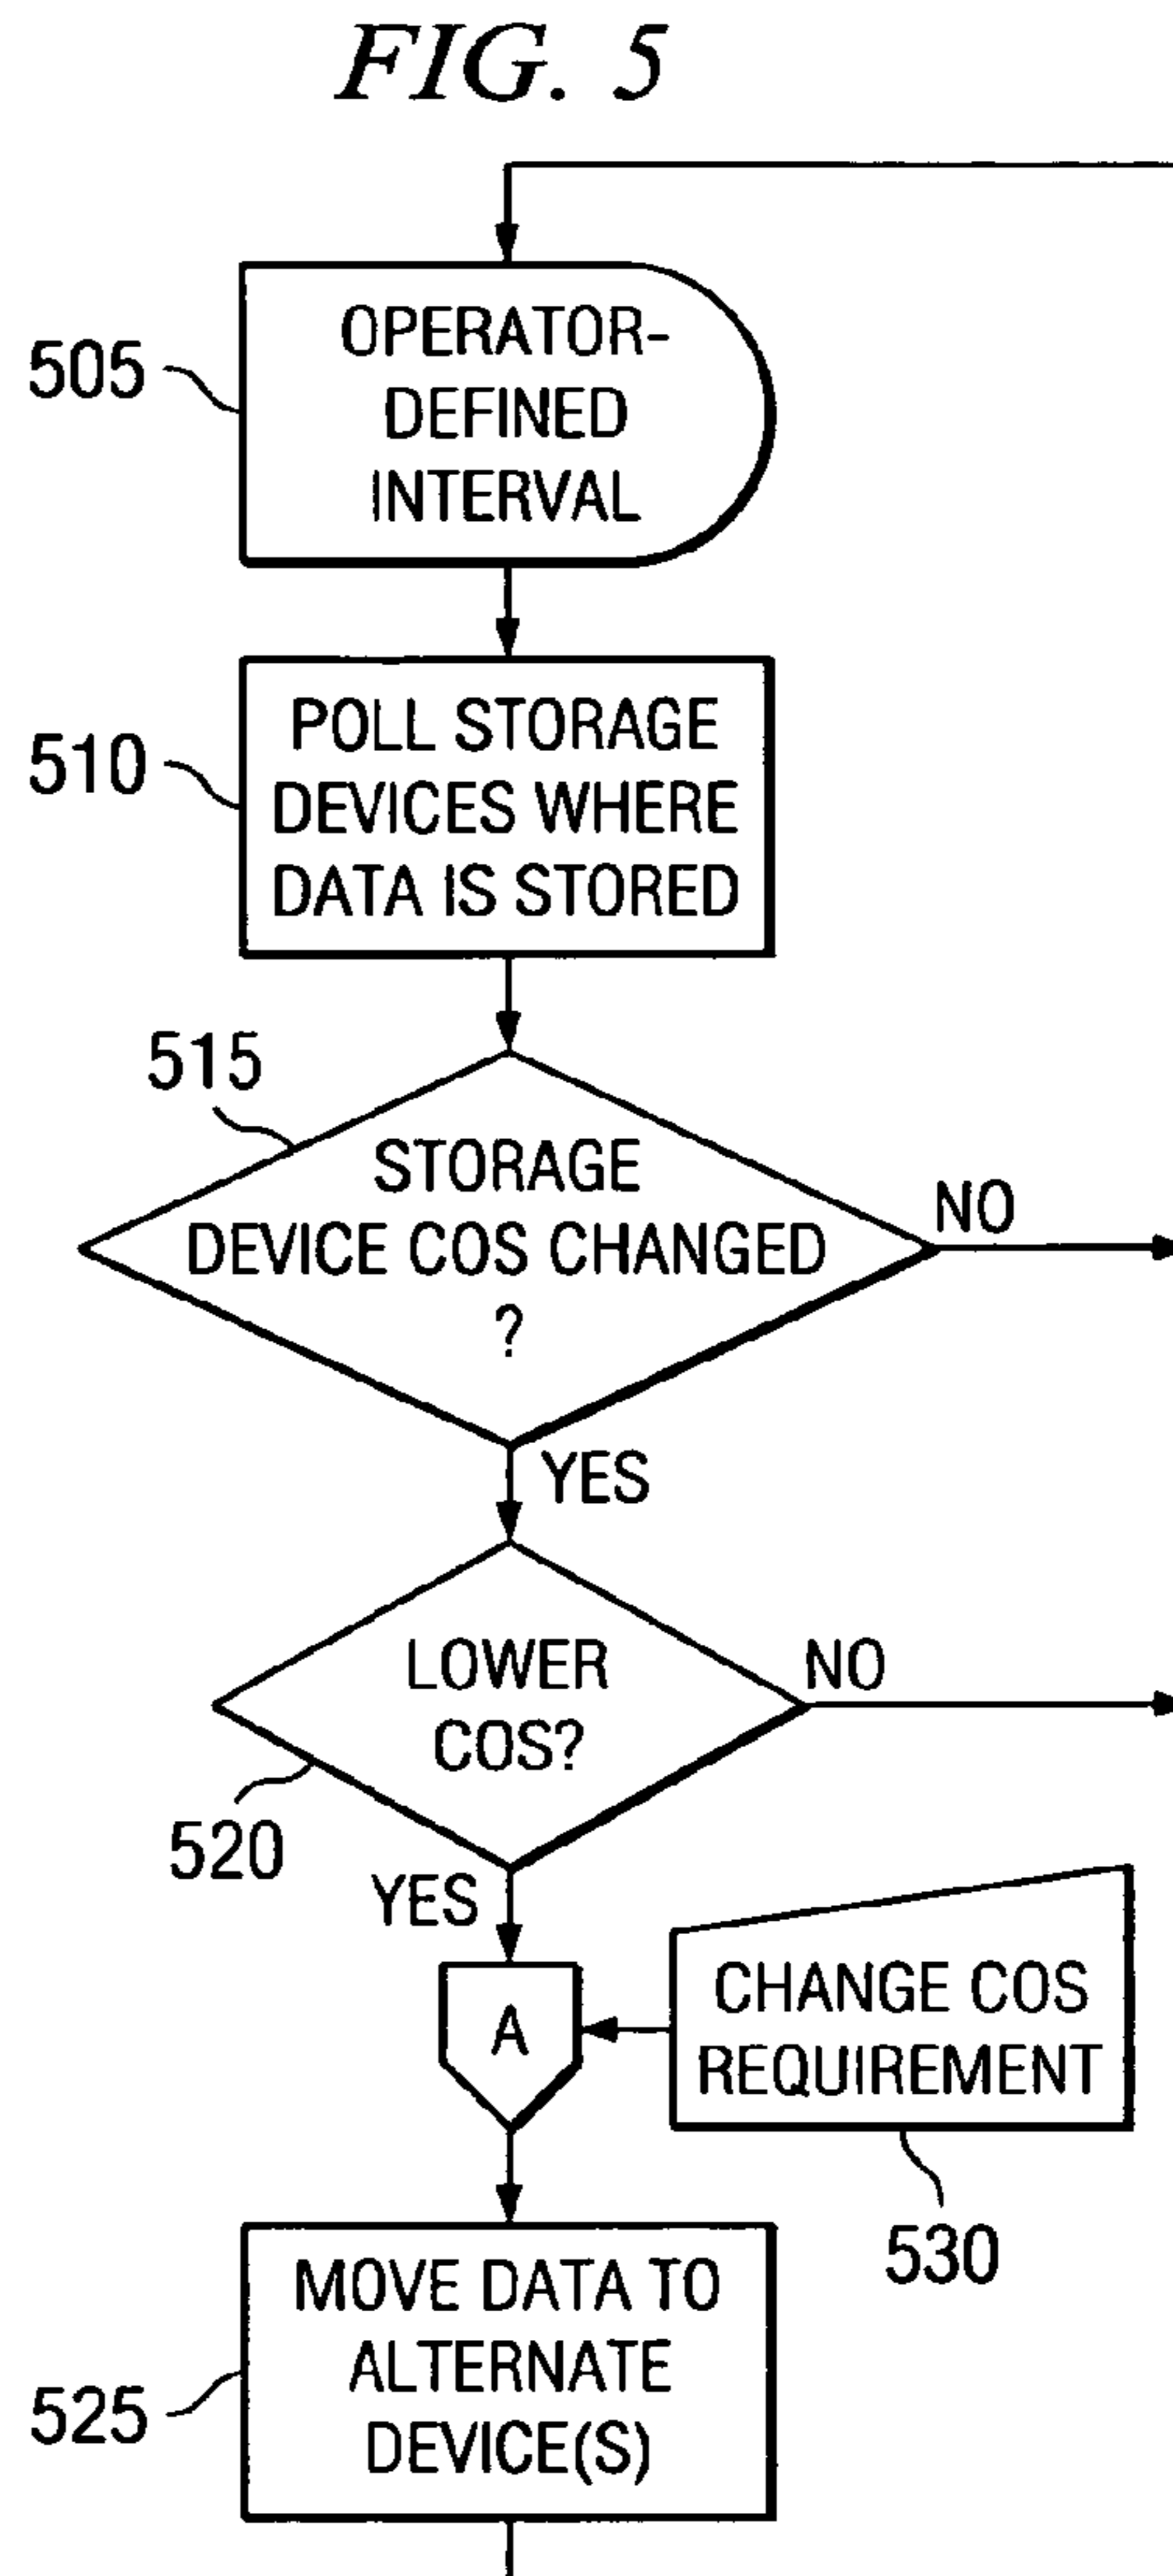 FIG. 5
505
OPERATOR-
DEFINED
INTERVAL
510
POLL STORAGE
DEVICES WHERE
DATA IS STORED
515
STORAGE
DEVICE COS CHANGED
?
NO
YES
LOWER
COS?
NO
520
YES
A
CHANGE COS
REQUIREMENT
530
525
MOVE DATA TO
ALTERNATE
DEVICE(S)